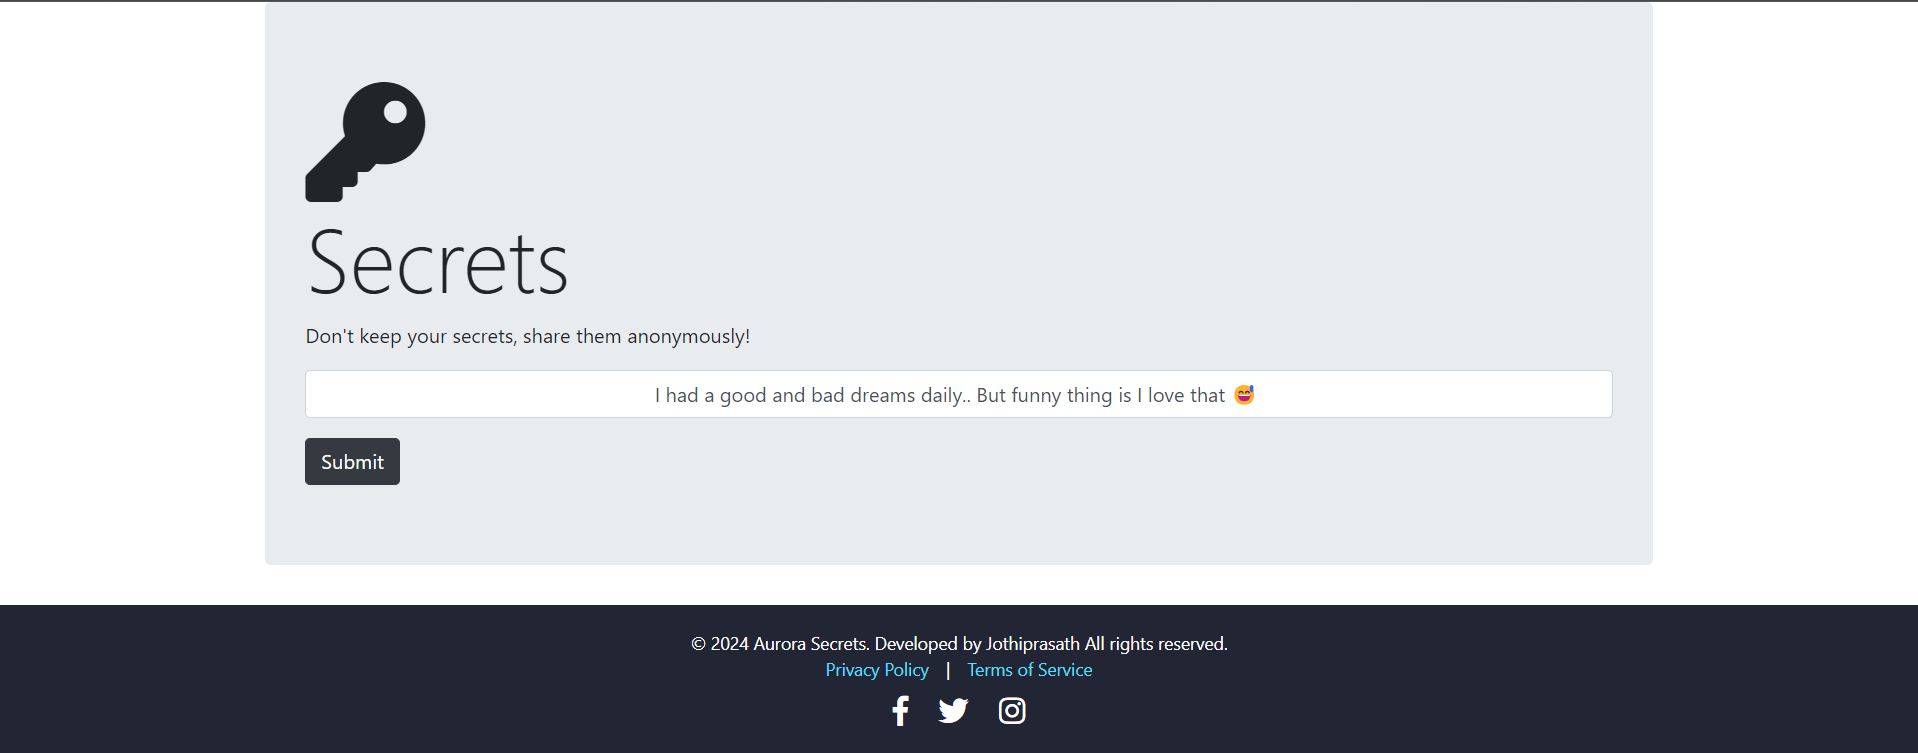 Secrets
Don't keep your secrets, share them anonymously!
I had a good and bad dreams daily.. But funny thing is I love that 😅
Submit
© 2024 Aurora Secrets. Developed by Jothiprasath All rights reserved.
Privacy Policy | Terms of Service